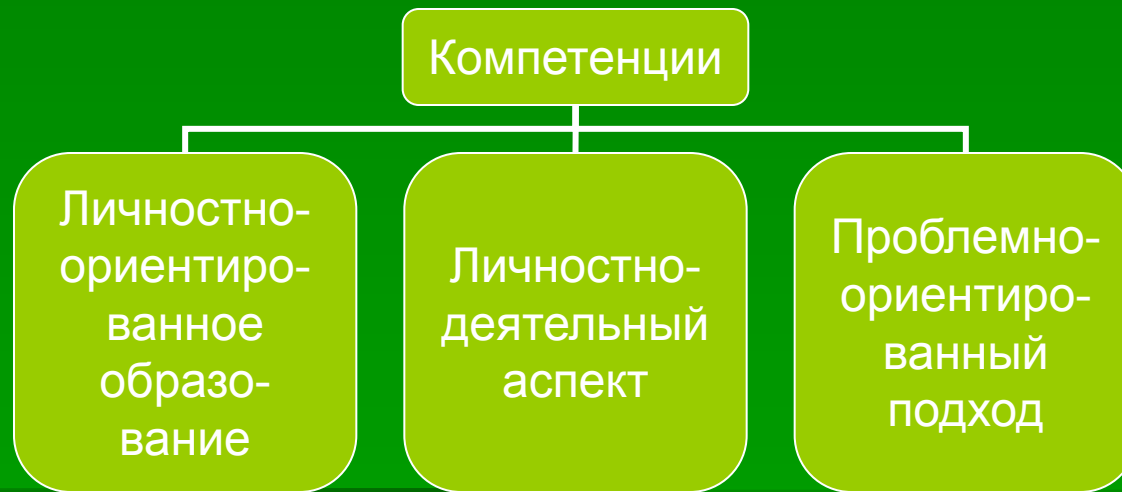 Компетенции
Личностно-
ориентиро-
ванное
образо-
вание
Личностно-
деятельный
аспект
Проблемно-
ориентиро-
ванный
подход